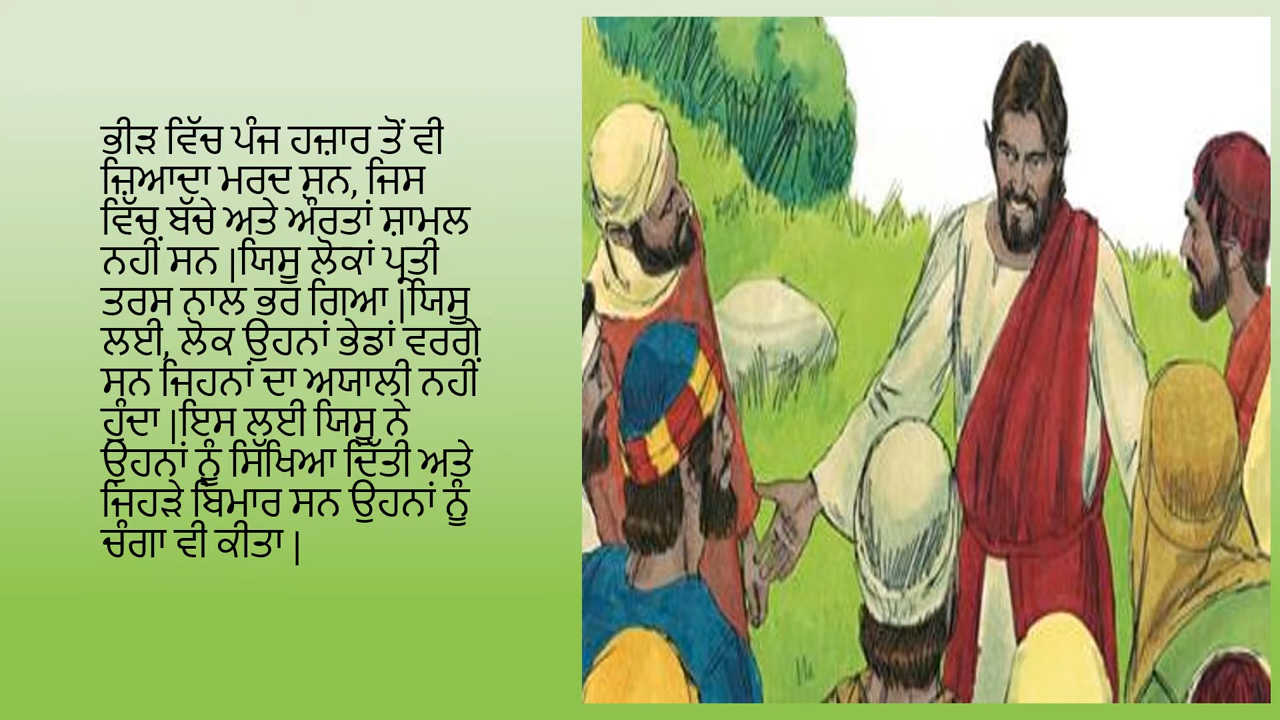 ਭੀੜ ਵਿੱਚ ਪੰਜ ਹਜ਼ਾਰ ਤੋਂ ਵੀ
ਜ਼ਿਆਦਾ ਮਰਦ ਸਨ, ਜਿਸ
ਵਿੱਚ ਬੱਚੇ ਅਤੇ ਔਰਤਾਂ ਸ਼ਾਮਲ
ਨਹੀਂ ਸਨ |ਯਿਸੂ ਲੋਕਾਂ ਪ੍ਰਤੀ
ਤਰਸ ਨਾਲ ਭਰ ਗਿਆ |ਯਿਸੂ
ਲਈ, ਲੋਕ ਉਹਨਾਂ ਭੇਡਾਂ ਵਰਗੇ
ਸਨ ਜਿਹਨਾਂ ਦਾ ਅਯਾਲੀ ਨਹੀਂ
ਹੁੰਦਾ |ਇਸ ਲਈ ਯਿਸੂ ਨੇ
ਉਹਨਾਂ ਨੂੰ ਸਿੱਖਿਆ ਦਿੱਤੀ ਅਤੇ
ਜਿਹੜੇ ਬਿਮਾਰ ਸਨ ਉਹਨਾਂ ਨੂੰ
ਚੰਗਾ ਵੀ ਕੀਤਾ |